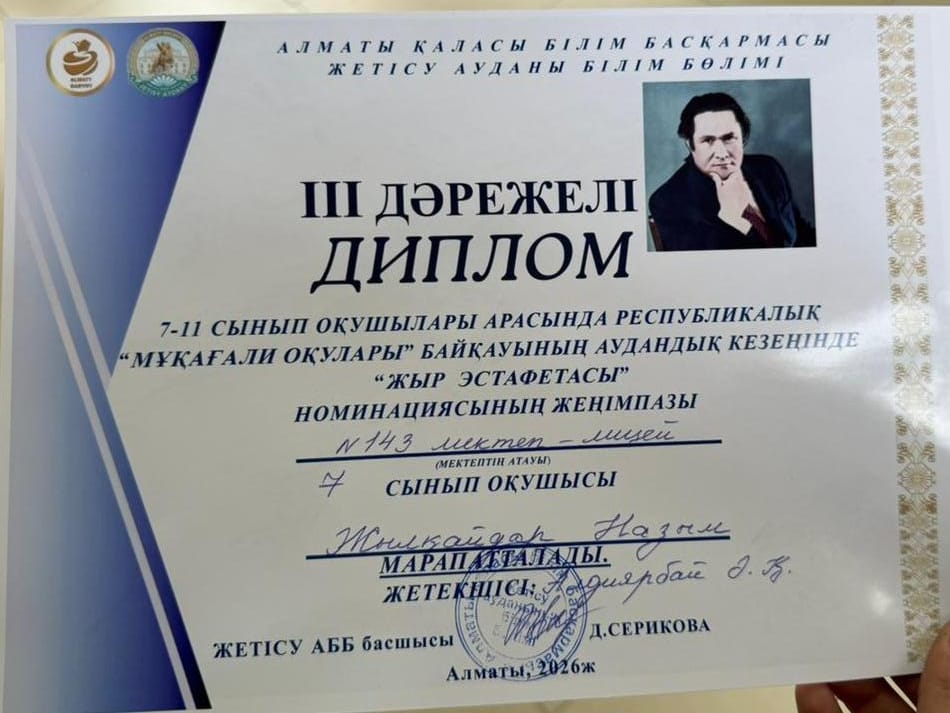 АЛМАТЫ ҚАЛАСЫ БІЛІМ БАСҚАРМАСЫ
ЖЕТІСУ АУДАНЫ БІЛІМ БӨЛІМІ
III ДӘРЕЖЕЛІ
ДИПЛОМ
7-11 СЫНЫП ОҚУШЫЛАРЫ АРАСЫНДА РЕСПУБЛИКАЛЫҚ
“МҰҚАҒАЛИ ОҚУЛАРЫ” БАЙҚАУЫНЫҢ АУДАНДЫҚ КЕЗЕҢІНДЕ
“ЖЫР ЭСТАФЕТАСЫ”
НОМИНАЦИЯСЫНЫҢ ЖЕҢІМПАЗЫ
N 143 мектеп - лицей
(МЕКТЕПТІҢ АТАУЫ)
7 СЫНЫП ОҚУШЫСЫ
Жылқайдар Назым
МАРАПАТТАЛАДЫ.
ЖЕТЕКШІСІ: Ә. Қ.
ЖЕТІСУ АББ басшысы Д.СЕРИКОВА
Алматы, 2026ж